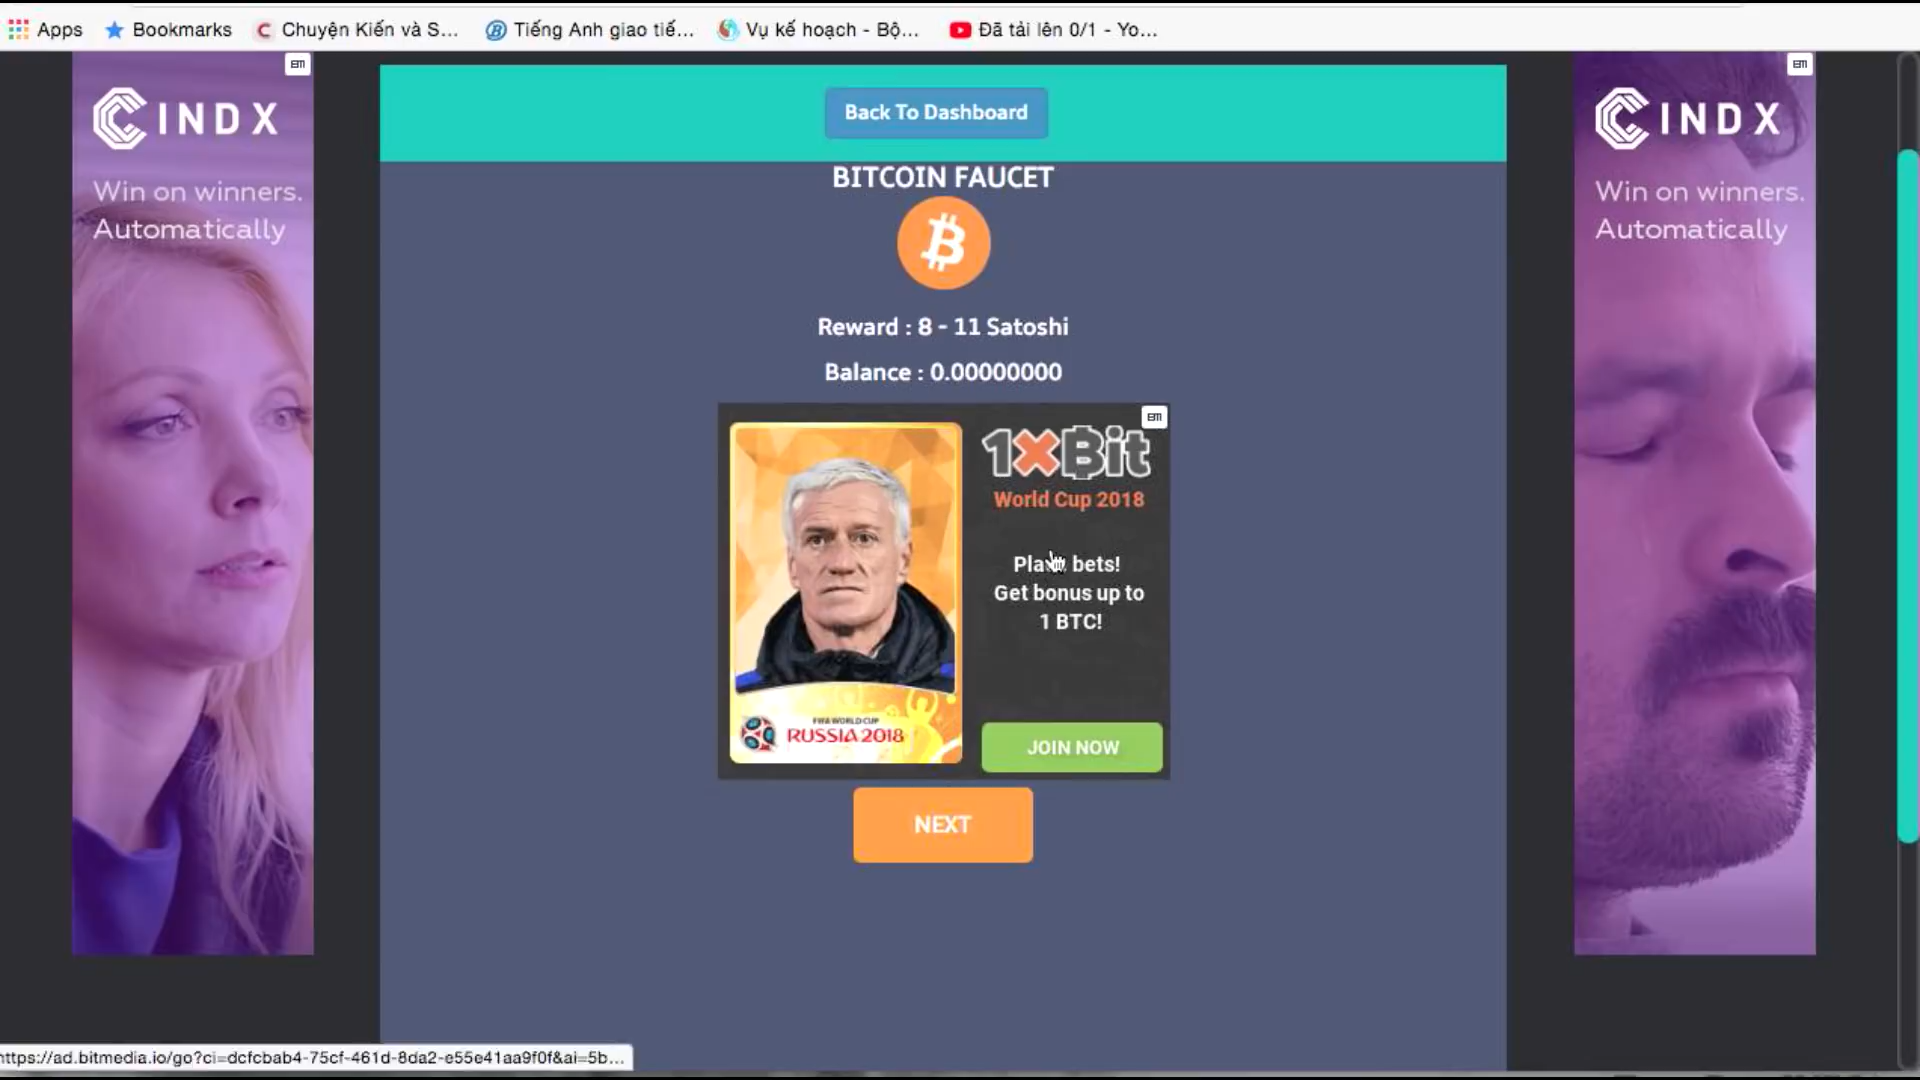 Apps
Bookmarks
Chuyện Kiến và S...
Tiếng Anh giao tiế...
Vụ kế hoạch - Bộ...
Đã tải lên 0/1 - Yo...
INDX
Win on winners.
Automatically
Back To Dashboard
BITCOIN FAUCET
Reward : 8 - 11 Satoshi
Balance : 0.00000000
1xBit
World Cup 2018
bets!
Get bonus up to
1 BTC!
FIFA WORLD CUP
RUSSIA 2018
JOIN NOW
NEXT
INDX
Win on winners.
Automatically
https://ad.bitmedia.io/go?ci=dcfcbab4-75cf-461d-8da2-e55e41aa9f0f&ai=5b...